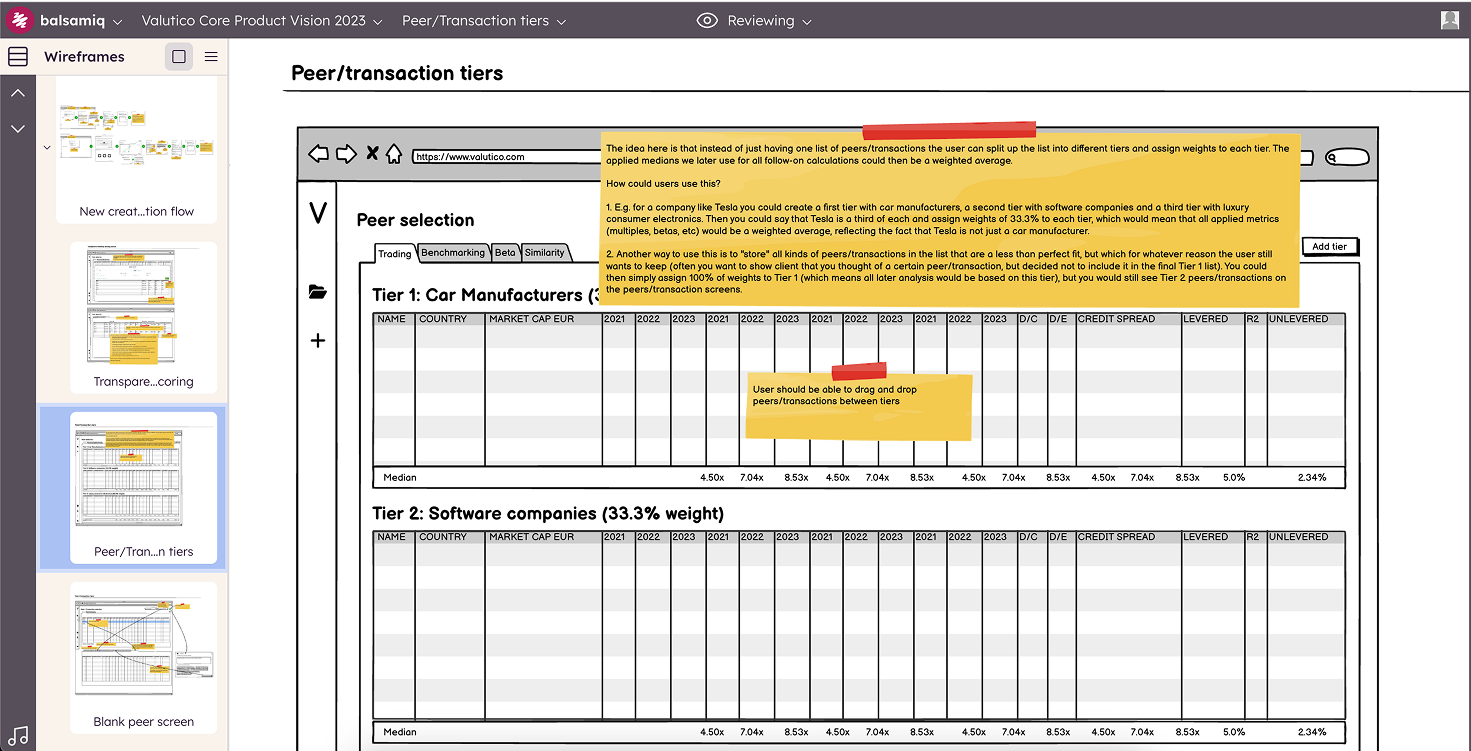 balsamiq
Valutico Core Product Vision 2023
Peer/Transaction tiers
Reviewing
Wireframes
New creat...tion flow
Transpare...coring
Peer/Tran...n tiers
Blank peer screen
Peer/transaction tiers
https://www.valutico.com
The idea here is that instead of just having one list of peers/transactions the user can split up the list into different tiers and assign weights to each tier. The
applied medians we later use for all follow-on calculations could then be a weighted average.
How could users use this?
1. E.g. for a company like Tesla you could create a first tier with car manufacturers, a second tier with software companies and a third tier with luxury
consumer electronics. Then you could say that Tesla is a third of each and assign weights of 33.3% to each tier, which would mean that all applied metrics
(multiples, betas, etc) would be a weighted average, reflecting the fact that Tesla is not just a car manufacturer.
2. Another way to use this is to "store" all kinds of peers/transactions in the list that are a less than perfect fit, but which for whatever reason the user still
wants to keep (often you want to show client that you thought of a certain peer/transaction, but decided not to include it in the final Tier 1 list). You could
then simply assign 100% of weights to Tier 1 (which means all later analysis would be based on this tier), but you would still see Tier 2 peers/transactions on
the peers/transaction screens.
V
Peer selection
Add tier
Trading Benchmarking Beta Similarity
Tier 1: Car Manufacturers (3
NAME COUNTRY MARKET CAP EUR 2021 2022 2023 2021 2022 2023 2021 2022 2023 2021 2022 2023 D/C D/E CREDIT SPREAD LEVERED R2 UNLEVERED
User should be able to drag and drop
peers/transactions between tiers
Median 4.50x 7.04x 8.53x 4.50x 7.04x 8.53x 4.50x 7.04x 8.53x 4.50x 7.04x 8.53x 5.0% 2.34%
Tier 2: Software companies (33.3% weight)
NAME COUNTRY MARKET CAP EUR 2021 2022 2023 2021 2022 2023 2021 2022 2023 2021 2022 2023 D/C D/E CREDIT SPREAD LEVERED R2 UNLEVERED
Median 4.50x 7.04x 8.53x 4.50x 7.04x 8.53x 4.50x 7.04x 8.53x 4.50x 7.04x 8.53x 5.0% 2.34%